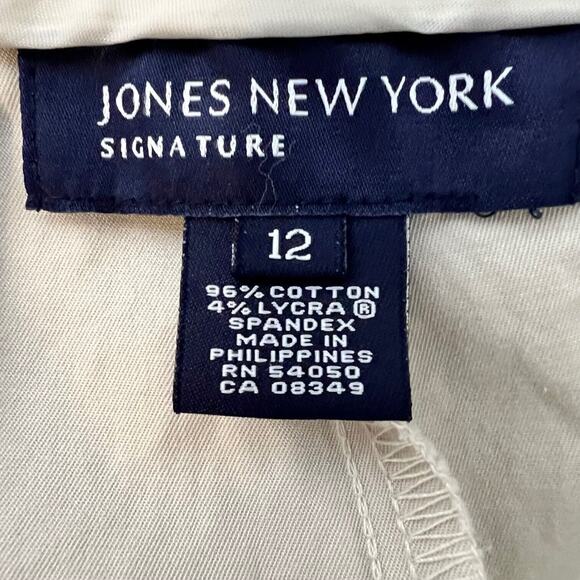 JONES NEW YORK
SIGNATURE
12
96% COTTON
4% LYCRA ®
SPANDEX
MADE IN
PHILIPPINES
RN 54050
CA 08349